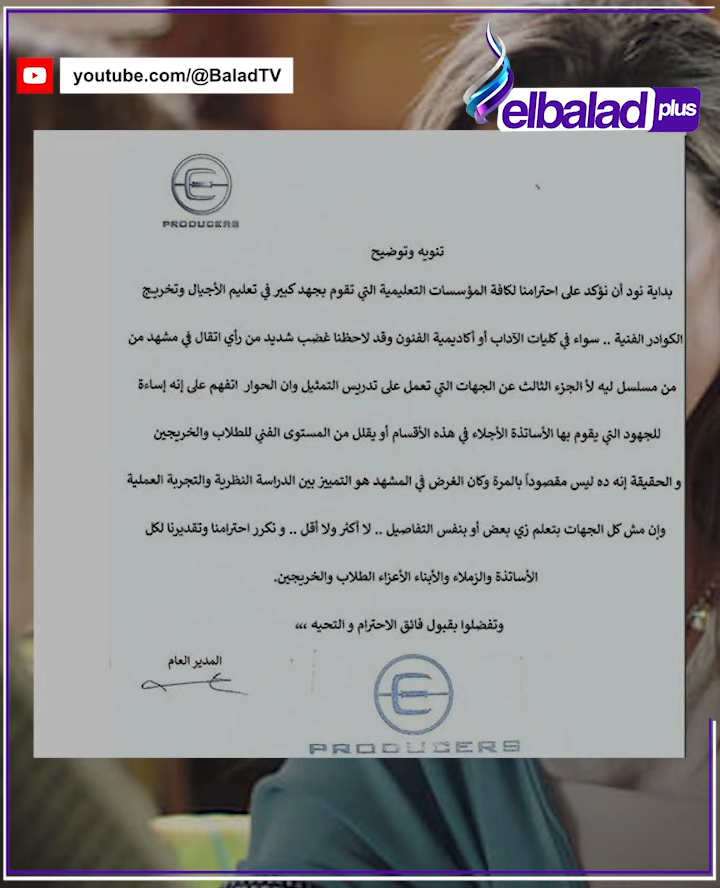 youtube.com/@BaladTV
elbalad plus
E
PRODUCERS
تنويه وتوضيح
بداية نود أن نؤكد على احترامنا لكافة المؤسسات التعليمية التي تقوم بجهد كبير في تعليم الأجيال وتخريج
الكوادر الفنية .. سواء في كليات الآداب أو أكاديمية الفنون وقد لاحظنا غضب شديد من رأي اتقال في مشهد من
من مسلسل ليه لأ الجزء الثالث عن الجهات التي تعمل على تدريس التمثيل وان الحوار اتفهم على إنه إساءة
للجهود التي يقوم بها الأساتذة الأجلاء في هذه الأقسام أو يقلل من المستوى الفني للطلاب والخريجين
و الحقيقة إنه ده ليس مقصوداً بالمرة وكان الغرض في المشهد هو التمييز بين الدراسة النظرية والتجربة العملية
وإن مش كل الجهات بتعلم زي بعض أو بنفس التفاصيل .. لا أكثر ولا أقل .. و نكرر احترامنا وتقديرنا لكل
الأساتذة والزملاء والأبناء الأعزاء الطلاب والخريجين.
وتفضلوا بقبول فائق الاحترام و التحيه ،،،
المدير العام
E
PRODUCERS